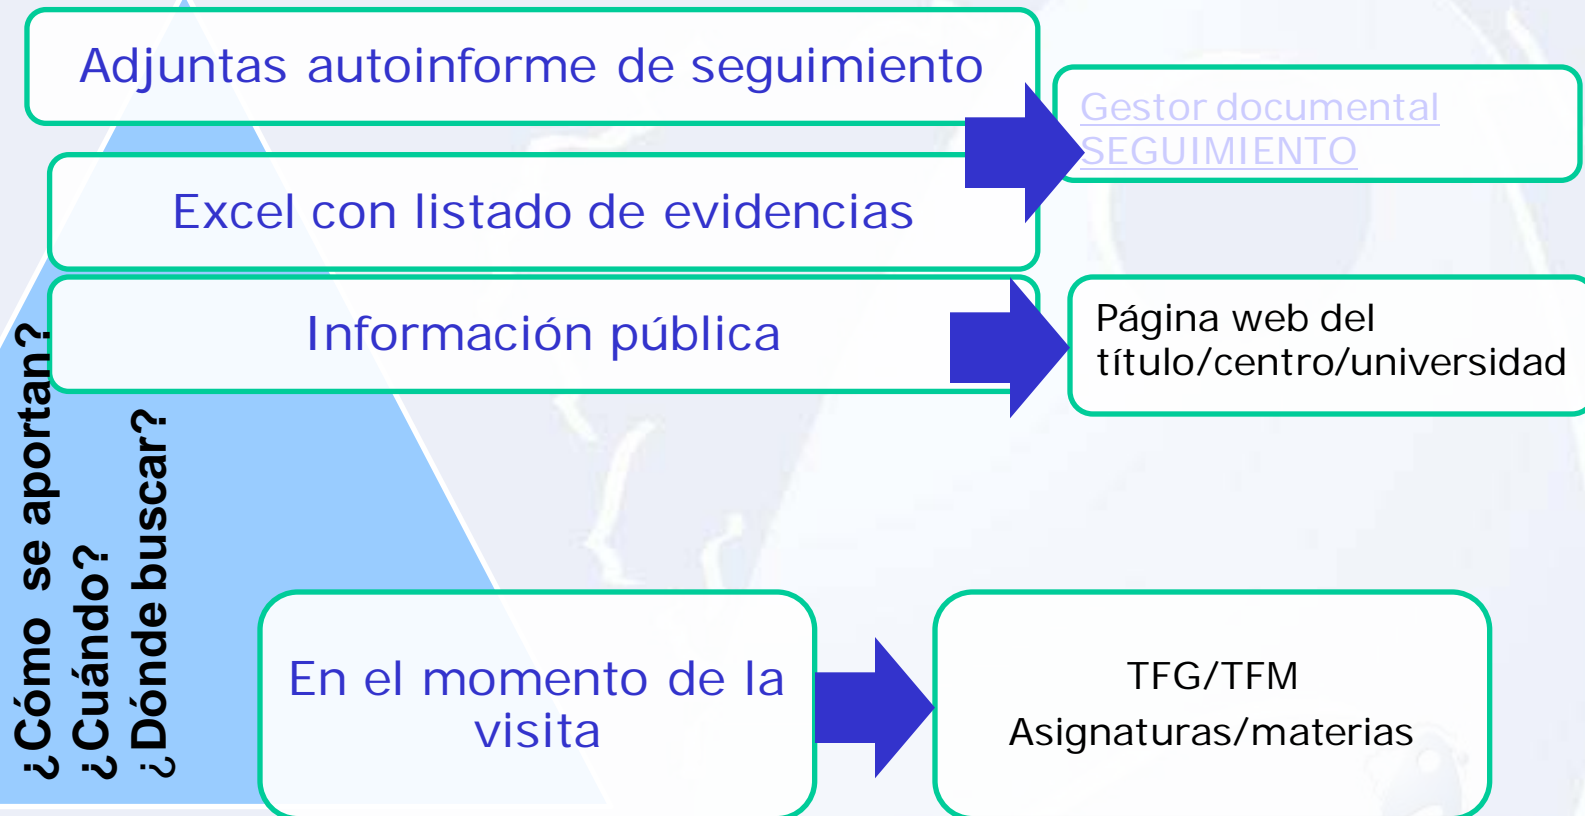 Adjuntas autoinforme de seguimiento
Gestor documental
SEGUIMIENTO
Excel con listado de evidencias
Información pública
Página web del
título/centro/universidad
¿Cómo se aportan?
¿Cuándo?
¿Dónde buscar?
En el momento de la
visita
TFG/TFM
Asignaturas/materias